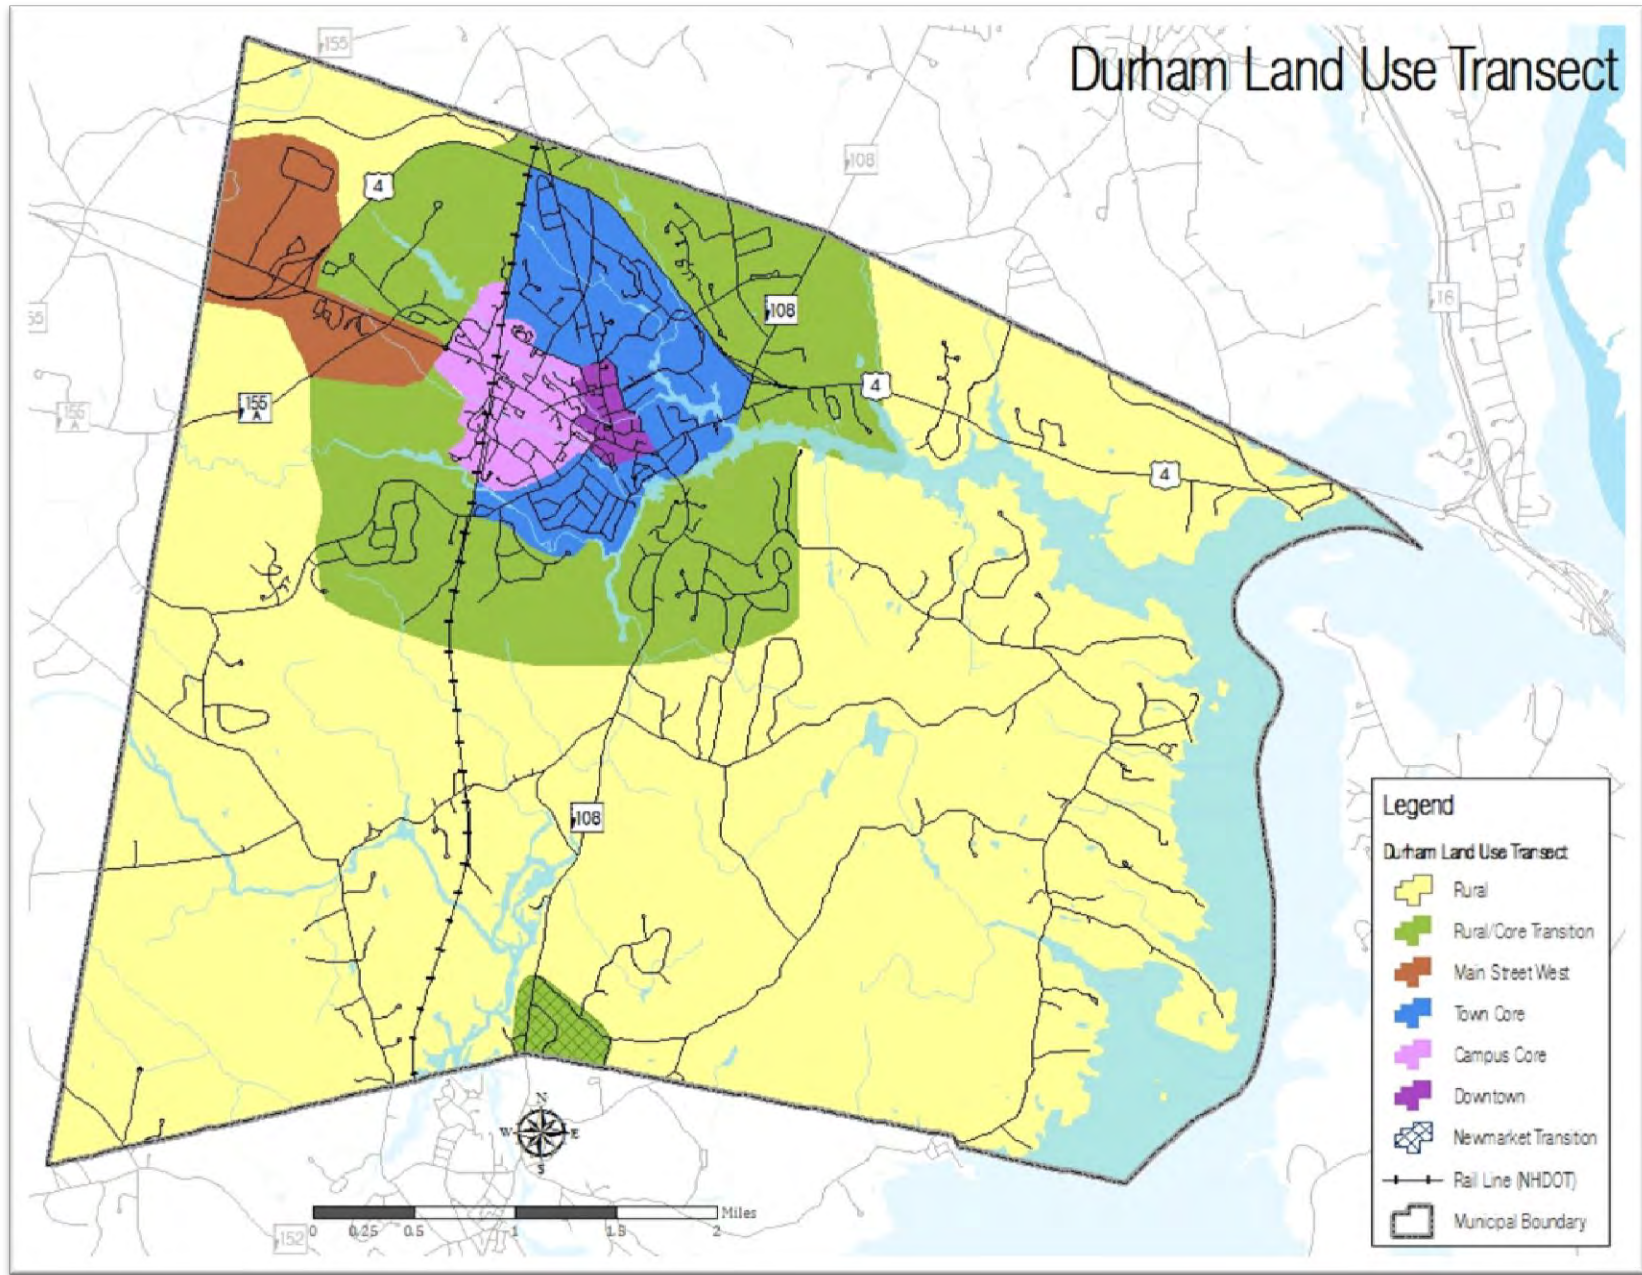 Durham Land Use Transect
155
4
108
108
16
55
155
155
A
4
4
108
Legend
Durham Land Use Transect
Rural
Rural/Core Transition
Main Street West
Town Core
Campus Core
Downtown
Newmarket Transition
Rail Line (NHDOT)
Municipal Boundary
N
W E
S
Miles
0 0.25 0.5 1 1.5 2
152